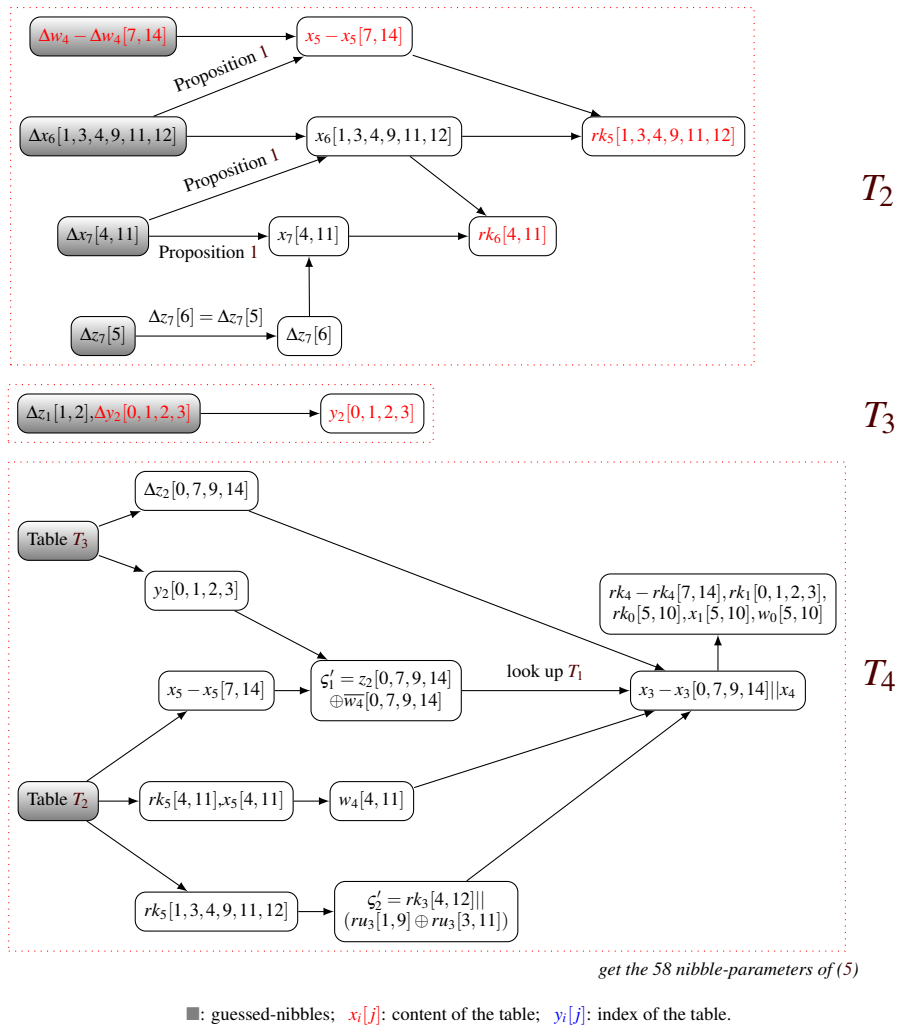 Δw₄ − Δw₄[7, 14]
x₅ − x₅[7, 14]
Proposition 1
Δx₆[1, 3, 4, 9, 11, 12]
x₆[1, 3, 4, 9, 11, 12]
rk₅[1, 3, 4, 9, 11, 12]
Proposition 1
T₂
Δx₇[4, 11]
x₇[4, 11]
rk₆[4, 11]
Proposition 1
Δz₇[5]
Δz₇[6] = Δz₇[5]
Δz₇[6]
Δz₁[1, 2],Δy₂[0, 1, 2, 3]
y₂[0, 1, 2, 3]
T₃
Δz₂[0, 7, 9, 14]
Table T₃
y₂[0, 1, 2, 3]
rk₄ − rk₄[7, 14], rk₁[0, 1, 2, 3],
rk₀[5, 10], x₁[5, 10], w₀[5, 10]
x₅ − x₅[7, 14]
ς′₁ = z₂[0, 7, 9, 14]
⊕w̅₄[0, 7, 9, 14]
look up T₁
x₃ − x₃[0, 7, 9, 14]||x₄
T₄
Table T₂
rk₅[4, 11],x₅[4, 11]
w₄[4, 11]
rk₅[1, 3, 4, 9, 11, 12]
ς′₂ = rk₃[4, 12]||
(ru₃[1, 9] ⊕ ru₃[3, 11])
get the 58 nibble-parameters of (5)
■: guessed-nibbles; xᵢ[j]: content of the table; yᵢ[j]: index of the table.